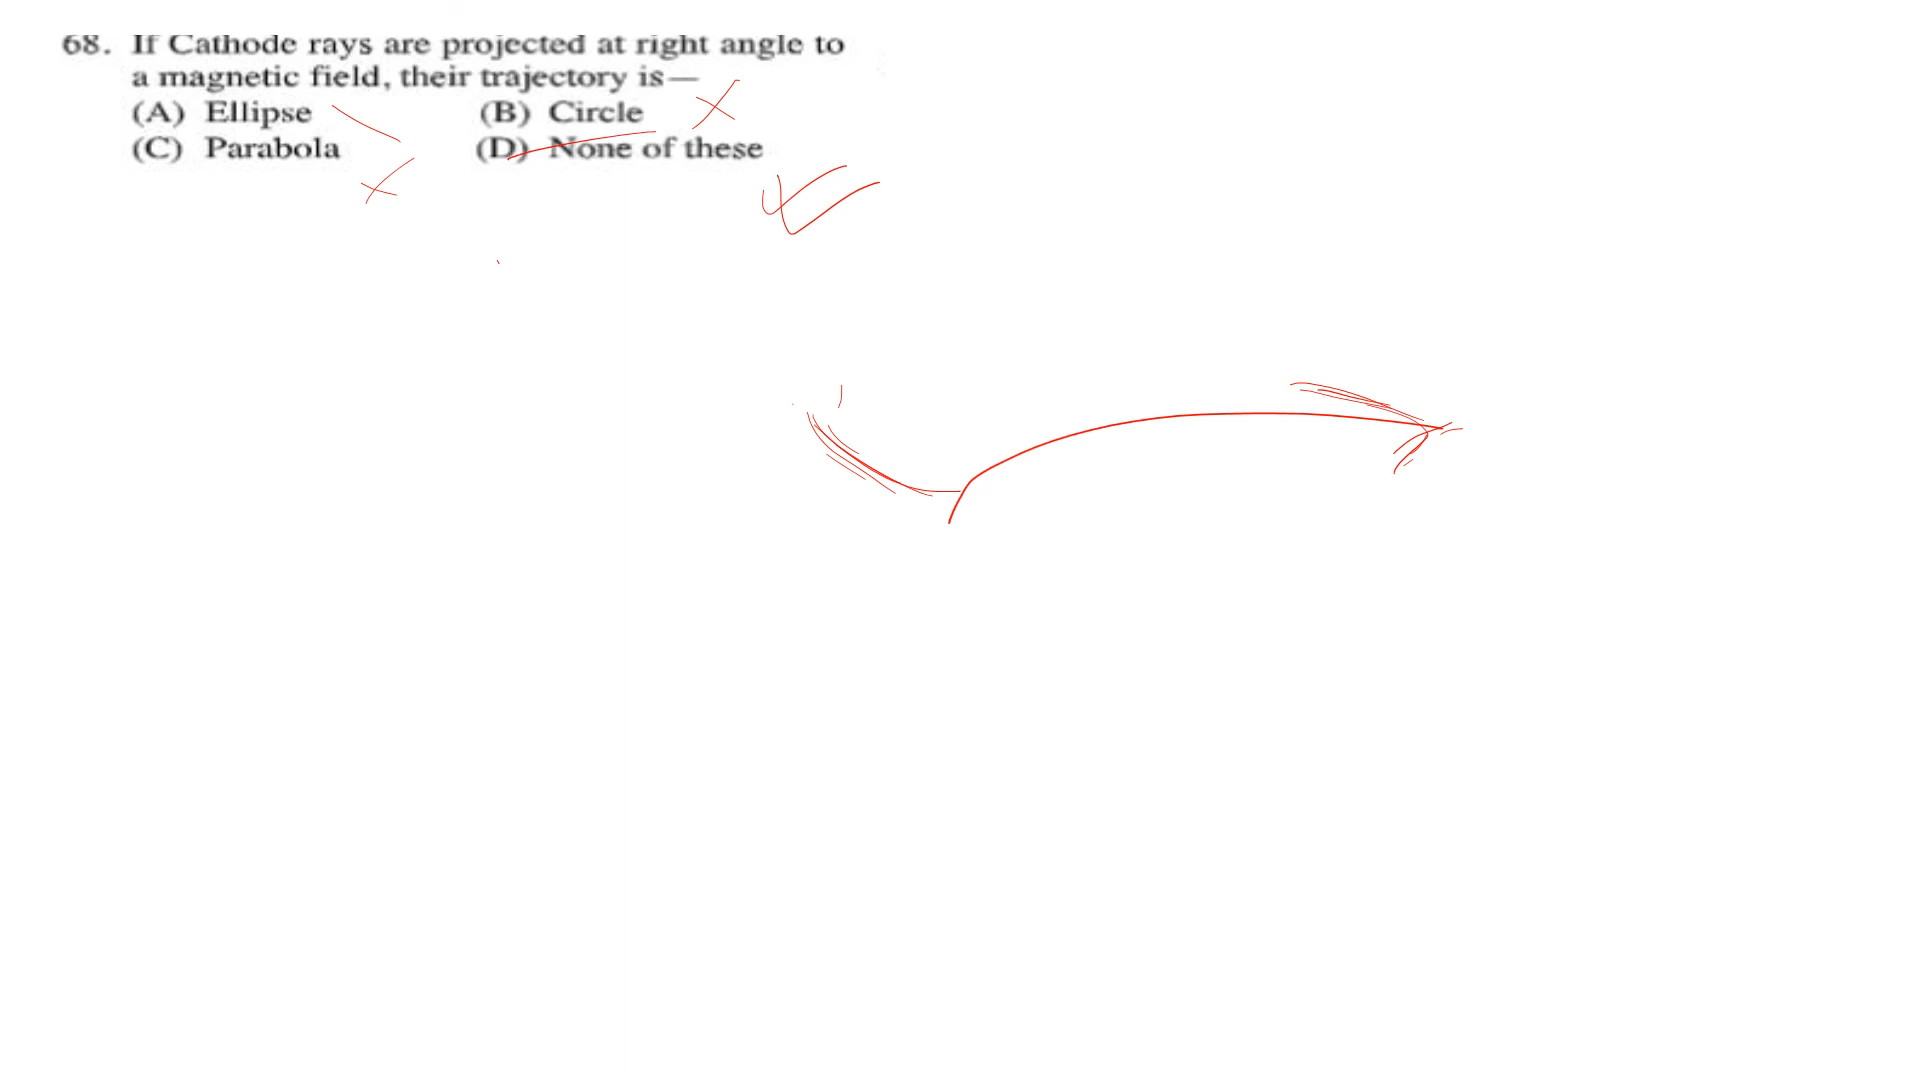 68. If Cathode rays are projected at right angle to
a magnetic field, their trajectory is—
(A) Ellipse (B) Circle
(C) Parabola (D) None of these